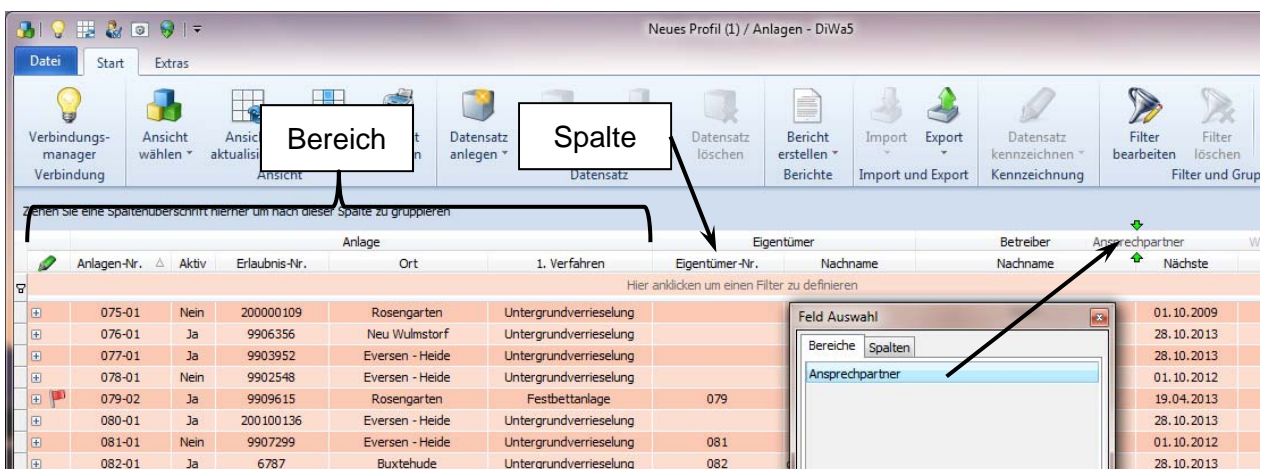 Neues Profil (1) / Anlagen - DiWa5
Datei Start Extras
Verbindungs-
manager
Ansicht
wählen
Datensatz
anlegen
Datensatz
löschen
Bericht
erstellen
Import Export
Datensatz
kennzeichnen
Filter
bearbeiten
Filter
löschen
Bereich
Spalte
Verbindung Ansicht Datensatz Berichte Import und Export Kennzeichnung Filter und Grup
Ziehen Sie eine Spaltenüberschrift hierher um nach dieser Spalte zu gruppieren
Anlage Eigentümer Betreiber Ansprechpartner W
Anlagen-Nr. Aktiv Erlaubnis-Nr. Ort 1. Verfahren Eigentümer-Nr. Nachname Nachname Nächste
Hier anklicken um einen Filter zu definieren
075-01 Nein 200000109 Rosengarten Untergrundverrieselung 01.10.2009
076-01 Ja 9906356 Neu Wulmstorf Untergrundverrieselung 28.10.2013
077-01 Ja 9903952 Eversen - Heide Untergrundverrieselung 28.10.2013
078-01 Nein 9902548 Eversen - Heide Untergrundverrieselung 01.10.2012
079-02 Ja 9909615 Rosengarten Festbettanlage 079 19.04.2013
080-01 Ja 200100136 Eversen - Heide Untergrundverrieselung 28.10.2013
081-01 Nein 9907299 Eversen - Heide Untergrundverrieselung 081 01.10.2012
082-01 Ja 6787 Buxtehude Untergrundverrieselung 082 28.10.2013
Feld Auswahl
Bereiche Spalten
Ansprechpartner